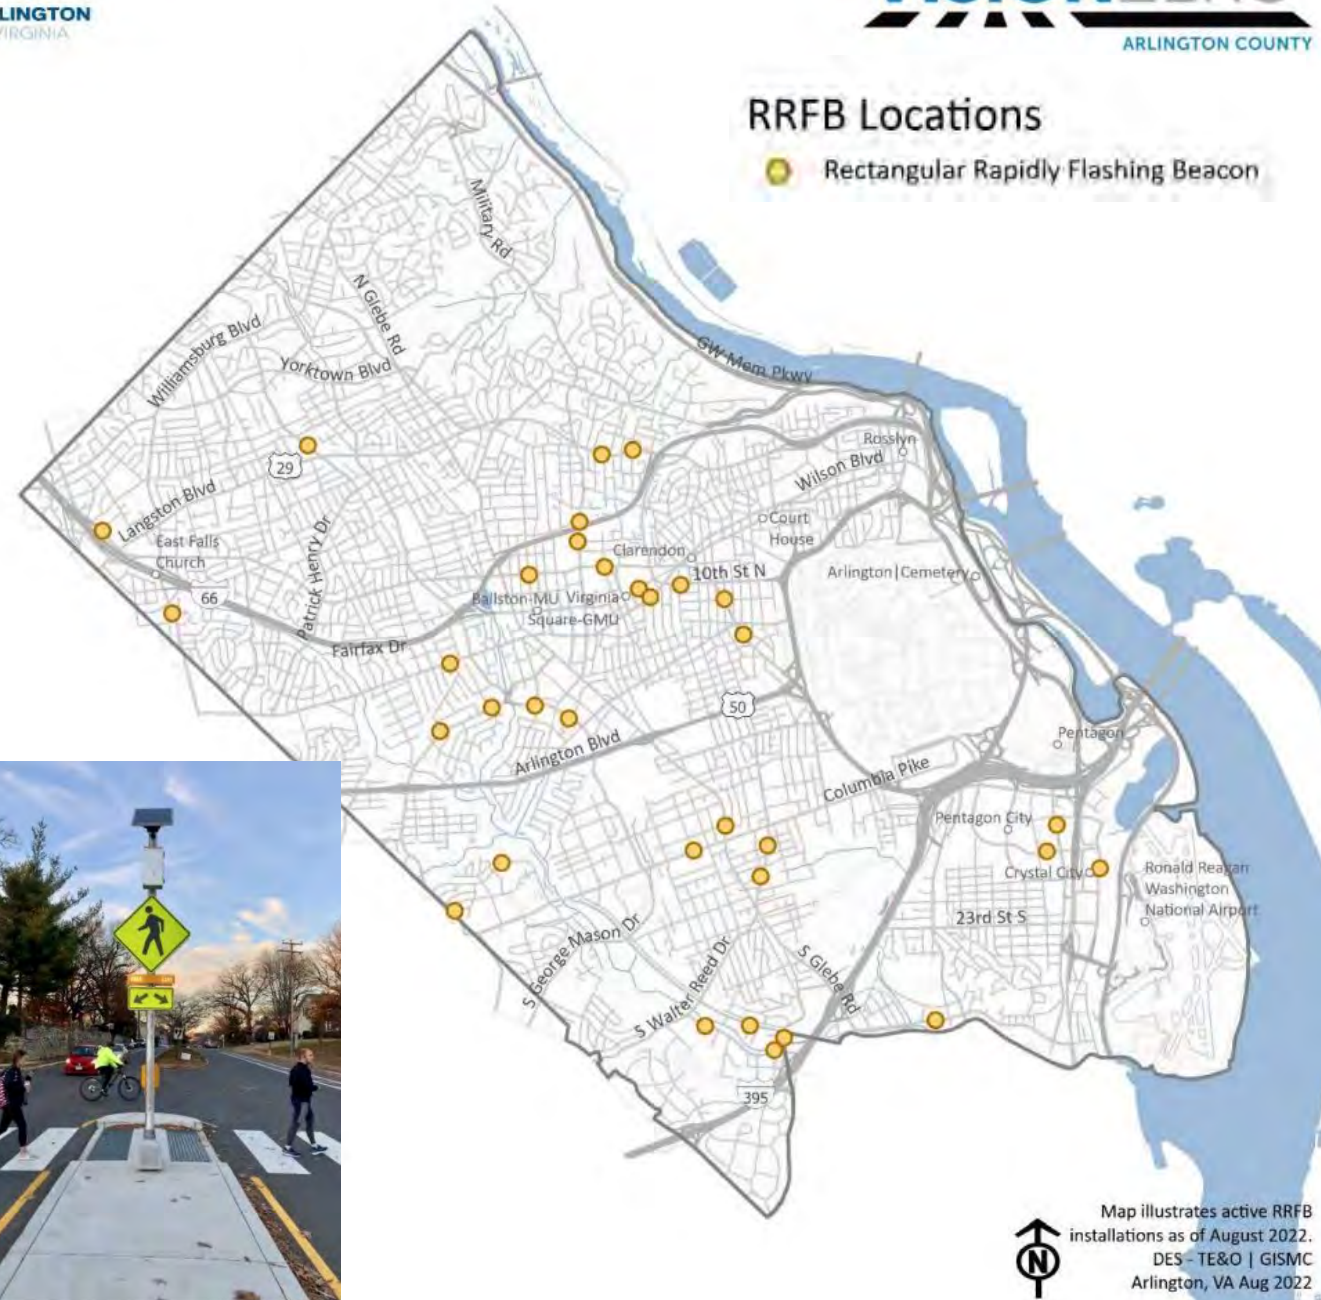 VIRGINIA
ARLINGTON COUNTY
RRFB Locations
Rectangular Rapidly Flashing Beacon
Military Rd
N Glebe Rd
Williamsburg Blvd
Yorktown Blvd
GW Mem Pkwy
Rosslyn
Wilson Blvd
29
Langston Blvd
Court
House
East Falls
Church
Patrick Henry Dr
Clarendon
10th St N
Arlington Cemetery
66
Ballston-MU
Virginia
Square-GMU
Fairfax Dr
50
Pentagon
Arlington Blvd
Columbia Pike
Pentagon City
Crystal City
Ronald Reagan
Washington
National Airport
23rd St S
S George Mason Dr
S Walter Reed Dr
S Glebe Rd
395
Map illustrates active RRFB
installations as of August 2022.
DES - TE&O | GISMC
Arlington, VA Aug 2022
N